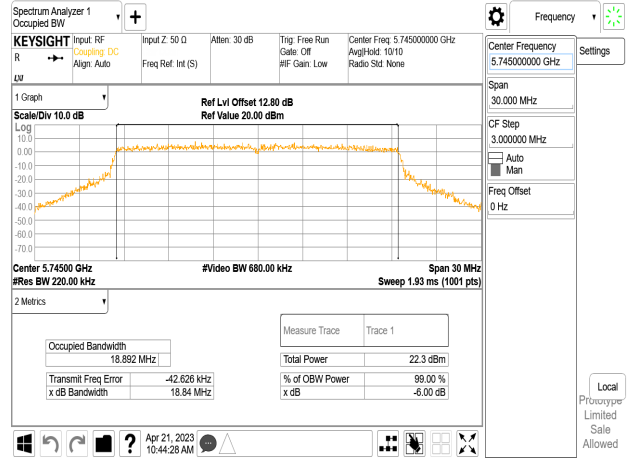 Spectrum Analyzer 1
Occupied BW
Frequency
KEYSIGHT
R
LXI
Input: RF
Coupling: DC
Align: Auto
Input Z: 50 Ω
Freq Ref: Int (S)
Atten: 30 dB
Trig: Free Run
Gate: Off
#IF Gain: Low
Center Freq: 5.745000000 GHz
Avg|Hold: 10/10
Radio Std: None
Center Frequency
5.745000000 GHz
Settings
Span
30.000 MHz
CF Step
3.000000 MHz
Auto
Man
Freq Offset
0 Hz
1 Graph
Scale/Div 10.0 dB
Ref Lvl Offset 12.80 dB
Ref Value 20.00 dBm
Log
10.0
0.00
-10.0
-20.0
-30.0
-40.0
-50.0
-60.0
-70.0
Center 5.74500 GHz
#Res BW 220.00 kHz
#Video BW 680.00 kHz
Span 30 MHz
Sweep 1.93 ms (1001 pts)
2 Metrics
Measure Trace Trace 1
Occupied Bandwidth
18.892 MHz
Total Power 22.3 dBm
Transmit Freq Error -42.626 kHz
% of OBW Power 99.00 %
x dB Bandwidth 18.84 MHz
x dB -6.00 dB
Local
Prototype
Limited
Sale
Allowed
?
Apr 21, 2023
10:44:28 AM